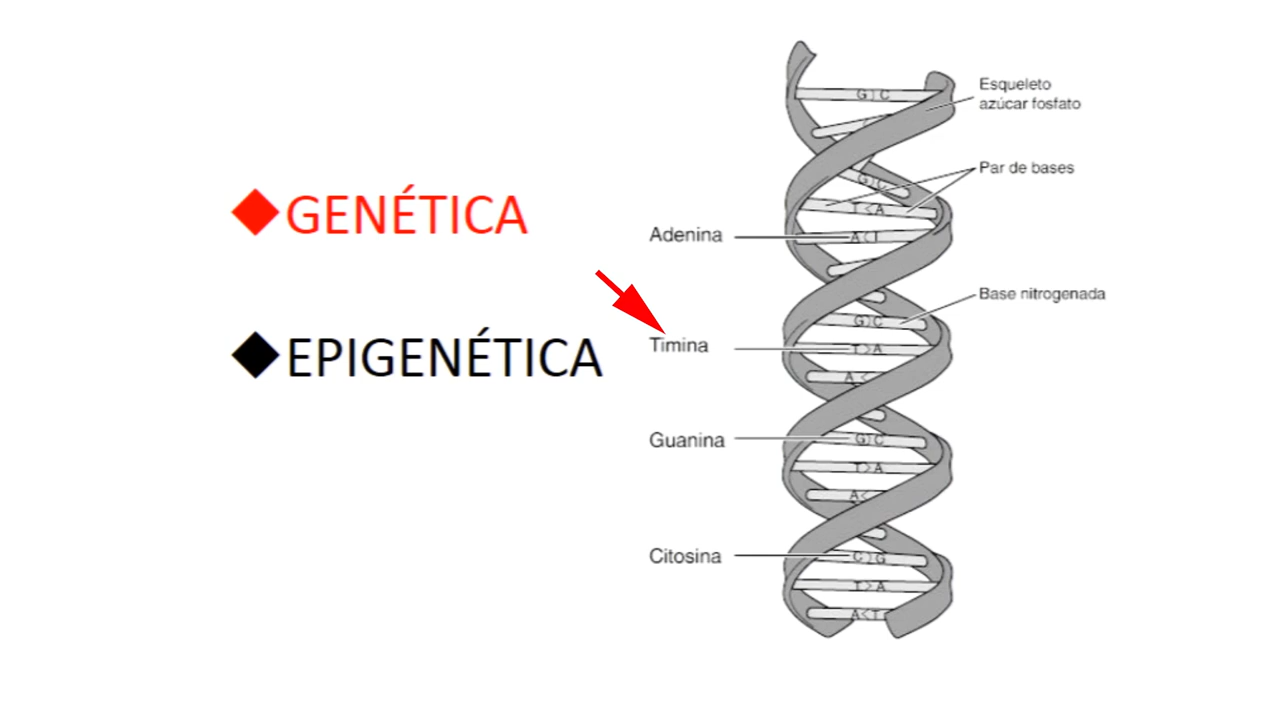 GENÉTICA
EPIGENÉTICA
Esqueleto
azúcar fosfato
Par de bases
Adenina
Base nitrogenada
Timina
Guanina
Citosina
G C
G C
T A
A T
G C
T A
A
G C
T A
A
C G
T A
A T